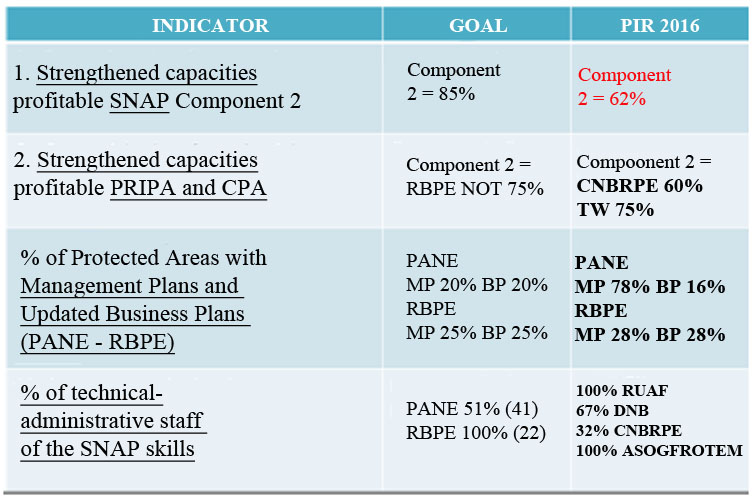 INDICATOR GOAL PIR 2016
1. Strengthened capacities
profitable SNAP Component 2
Component
2 = 85%
Component
2 = 62%
2. Strengthened capacities
profitable PRIPA and CPA
Component 2 =
RBPE NOT 75%
Compoonent 2 =
CNBRPE 60%
TW 75%
% of Protected Areas with
Management Plans and
Updated Business Plans
(PANE - RBPE)
PANE
MP 20% BP 20%
RBPE
MP 25% BP 25%
PANE
MP 78% BP 16%
RBPE
MP 28% BP 28%
% of technical-
administrative staff
of the SNAP skills
PANE 51% (41)
RBPE 100% (22)
100% RUAF
67% DNB
32% CNBRPE
100% ASOGFROTEM